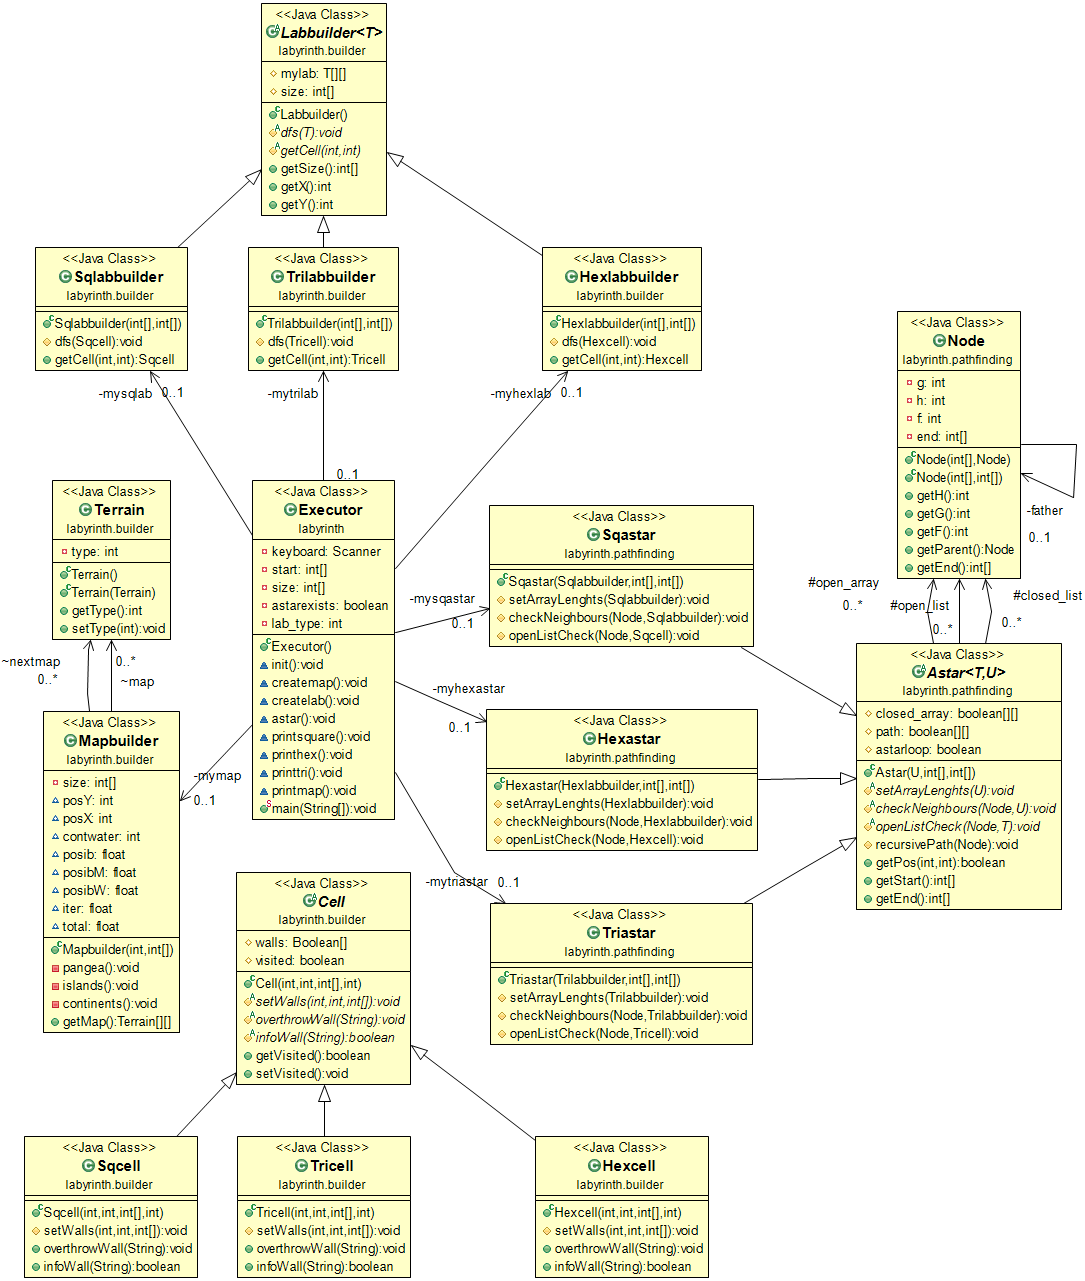 <<Java Class>>
Labbuilder<T>
labyrinth.builder
mylab: T[][]
size: int[]
Labbuilder()
dfs(T):void
getCell(int,int)
getSize():int[]
getX():int
getY():int
<<Java Class>>
Sqlabbuilder
labyrinth.builder
Sqlabbuilder(int[],int[])
dfs(Sqcell):void
getCell(int,int):Sqcell
<<Java Class>>
Trilabbuilder
labyrinth.builder
Trilabbuilder(int[],int[])
dfs(Tricell):void
getCell(int,int):Tricell
<<Java Class>>
Hexlabbuilder
labyrinth.builder
Hexlabbuilder(int[],int[])
dfs(Hexcell):void
getCell(int,int):Hexcell
-mysqlab 0..1
-mytrilab
0..1
-myhexlab 0..1
<<Java Class>>
Node
labyrinth.pathfinding
g: int
h: int
f: int
end: int[]
Node(int[],Node)
Node(int[],int[])
getH():int
getG():int
getF():int
getParent():Node
getEnd():int[]
-father
0..1
<<Java Class>>
Terrain
labyrinth.builder
type: int
Terrain()
Terrain(Terrain)
getType():int
setType(int):void
~nextmap
0..*
0..*
~map
<<Java Class>>
Executor
labyrinth
keyboard: Scanner
start: int[]
size: int[]
astarexists: boolean
lab_type: int
Executor()
init():void
createmap():void
createlab():void
astar():void
printsquare():void
printhex():void
printtri():void
printmap():void
main(String[]):void
-mysqastar
0..1
-myhexastar
0..1
-mytriastar 0..1
-mymap
0..1
<<Java Class>>
Sqastar
labyrinth.pathfinding
Sqastar(Sqlabbuilder,int[],int[])
setArrayLenghts(Sqlabbuilder):void
checkNeighbours(Node,Sqlabbuilder):void
openListCheck(Node,Sqcell):void
#open_array
0..*
#open_list
0..*
#closed_list
0..*
<<Java Class>>
Astar<T,U>
labyrinth.pathfinding
closed_array: boolean[][]
path: boolean[][]
astarloop: boolean
Astar(U,int[],int[])
setArrayLenghts(U):void
checkNeighbours(Node,U):void
openListCheck(Node,T):void
recursivePath(Node):void
getPos(int,int):boolean
getStart():int[]
getEnd():int[]
<<Java Class>>
Mapbuilder
labyrinth.builder
size: int[]
posY: int
posX: int
contwater: int
posib: float
posibM: float
posibW: float
iter: float
total: float
Mapbuilder(int,int[])
pangea():void
islands():void
continents():void
getMap():Terrain[][]
<<Java Class>>
Hexastar
labyrinth.pathfinding
Hexastar(Hexlabbuilder,int[],int[])
setArrayLenghts(Hexlabbuilder):void
checkNeighbours(Node,Hexlabbuilder):void
openListCheck(Node,Hexcell):void
<<Java Class>>
Cell
labyrinth.builder
walls: Boolean[]
visited: boolean
Cell(int,int,int[],int)
setWalls(int,int,int[]):void
overthrowWall(String):void
infoWall(String):boolean
getVisited():boolean
setVisited():void
<<Java Class>>
Triastar
labyrinth.pathfinding
Triastar(Trilabbuilder,int[],int[])
setArrayLenghts(Trilabbuilder):void
checkNeighbours(Node,Trilabbuilder):void
openListCheck(Node,Tricell):void
<<Java Class>>
Sqcell
labyrinth.builder
Sqcell(int,int,int[],int)
setWalls(int,int,int[]):void
overthrowWall(String):void
infoWall(String):boolean
<<Java Class>>
Tricell
labyrinth.builder
Tricell(int,int,int[],int)
setWalls(int,int,int[]):void
overthrowWall(String):void
infoWall(String):boolean
<<Java Class>>
Hexcell
labyrinth.builder
Hexcell(int,int,int[],int)
setWalls(int,int,int[]):void
overthrowWall(String):void
infoWall(String):boolean